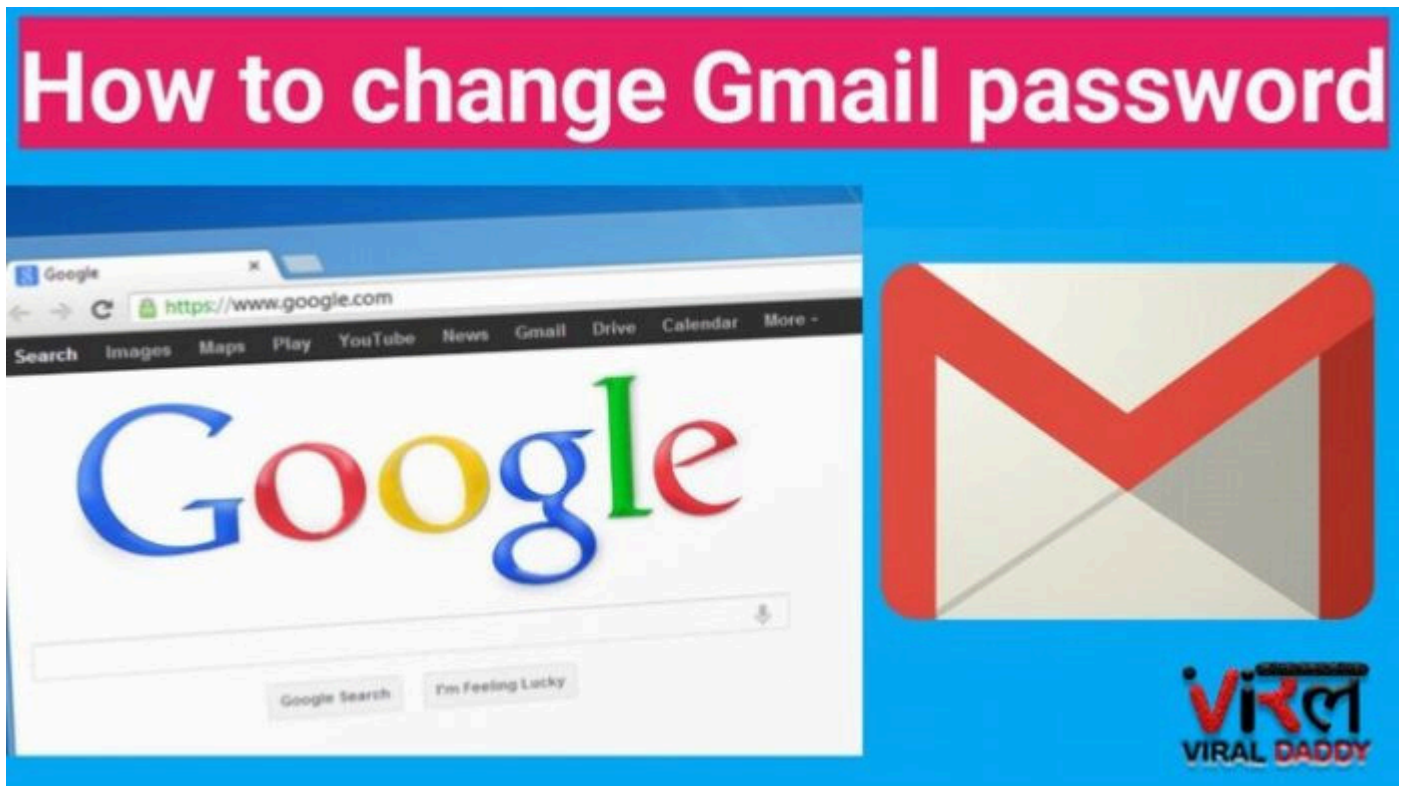 How to change Gmail password
Google
https://www.google.com
Search Images Maps Play YouTube News Gmail Drive Calendar More
Google
Google Search I'm Feeling Lucky
VIRAL DADDY